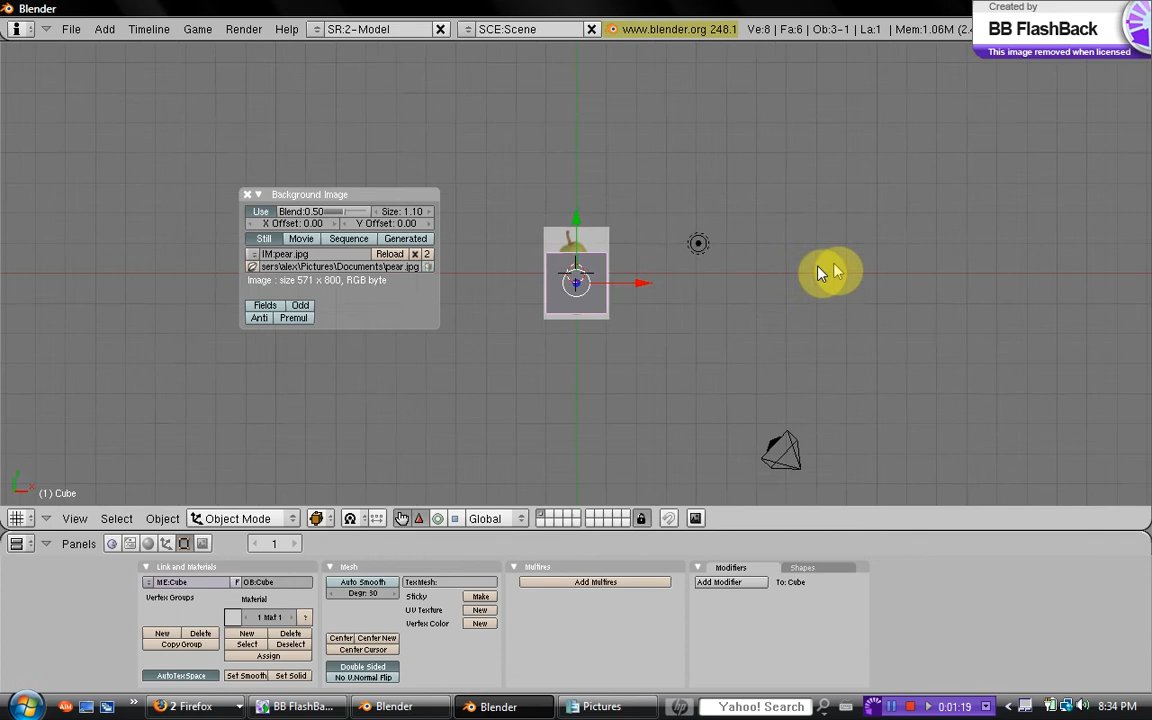 Blender
Created by
BB FlashBack
This image removed when licensed
File Add Timeline Game Render Help SR:2-Model SCE:Scene www.blender.org 248.1 Ve:8 | Fa:6 | Ob:3-1 | La:1 | Mem:1.06M (2.4
Background Image
Use Blend:0.50 Size: 1.10
X Offset: 0.00 Y Offset: 0.00
Still Movie Sequence Generated
IM:pear.jpg Reload 2
sers\alex\Pictures\Documents\pear.jpg
Image : size 571 x 800, RGB byte
Fields Odd
Anti Premul
(1) Cube
View Select Object Object Mode Global
Panels 1
Link and Materials Mesh Multires Modifiers Shapes
ME:Cube F OB:Cube Auto Smooth TexMesh: Add Multires Add Modifier To: Cube
Vertex Groups Material Degr: 30 Sticky Make
1 Mat 1 ? UV Texture New
Vertex Color New
New Delete New Delete Center Center New
Copy Group Select Deselect Center Cursor
Assign
Double Sided
AutoTexSpace Set Smooth Set Solid No V.Normal Flip
2 Firefox BB FlashBa... Blender Blender Pictures hp Yahoo! Search 0:01:19 8:34 PM